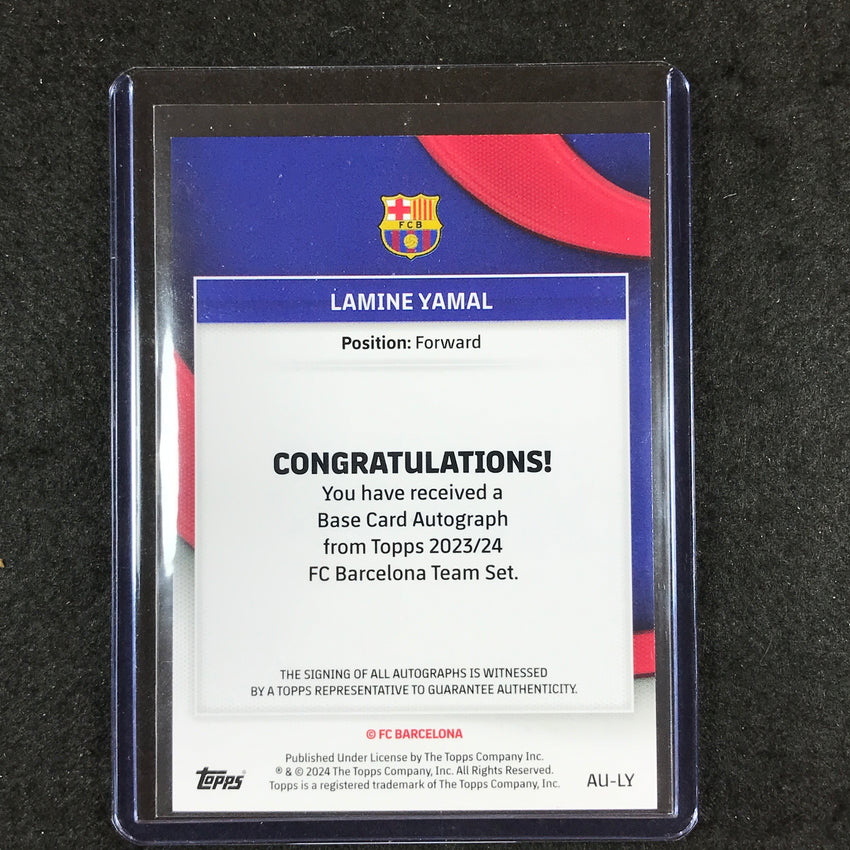 FCB
LAMINE YAMAL
Position: Forward
CONGRATULATIONS!
You have received a
Base Card Autograph
from Topps 2023/24
FC Barcelona Team Set.
THE SIGNING OF ALL AUTOGRAPHS IS WITNESSED
BY A TOPPS REPRESENTATIVE TO GUARANTEE AUTHENTICITY.
© FC BARCELONA
Published Under License by The Topps Company Inc.
® & © 2024 The Topps Company, Inc. All Rights Reserved.
Topps is a registered trademark of The Topps Company, Inc.
topps
AU-LY